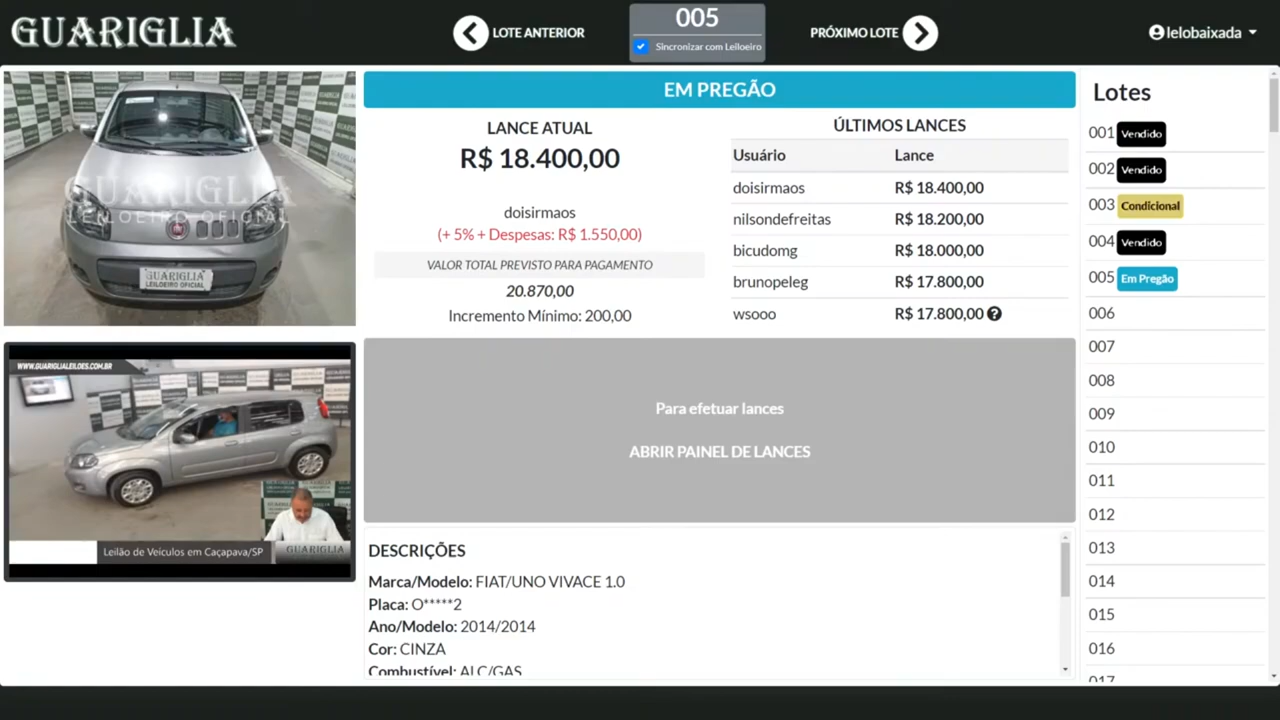 GUARIGLIA
LOTE ANTERIOR
005
Sincronizar com Leiloeiro
PRÓXIMO LOTE
lelobaixada
GUARIGLIA
LEILOEIRO OFICIAL
GUARIGLIA
LEILOEIRO OFICIAL
EM PREGÃO
LANCE ATUAL
R$ 18.400,00
doisirmaos
(+ 5% + Despesas: R$ 1.550,00)
VALOR TOTAL PREVISTO PARA PAGAMENTO
20.870,00
Incremento Mínimo: 200,00
ÚLTIMOS LANCES
Usuário Lance
doisirmaos R$ 18.400,00
nilsondefreitas R$ 18.200,00
bicudomg R$ 18.000,00
brunopeleg R$ 17.800,00
wsooo R$ 17.800,00
Para efetuar lances
ABRIR PAINEL DE LANCES
WWW.GUARIGLIALEILOES.COM.BR
Leilão de Veículos em Caçapava/SP
GUARIGLIA
DESCRIÇÕES
Marca/Modelo: FIAT/UNO VIVACE 1.0
Placa: O*****2
Ano/Modelo: 2014/2014
Cor: CINZA
Combustível: ALC/GAS
Lotes
001 Vendido
002 Vendido
003 Condicional
004 Vendido
005 Em Pregão
006
007
008
009
010
011
012
013
014
015
016
017